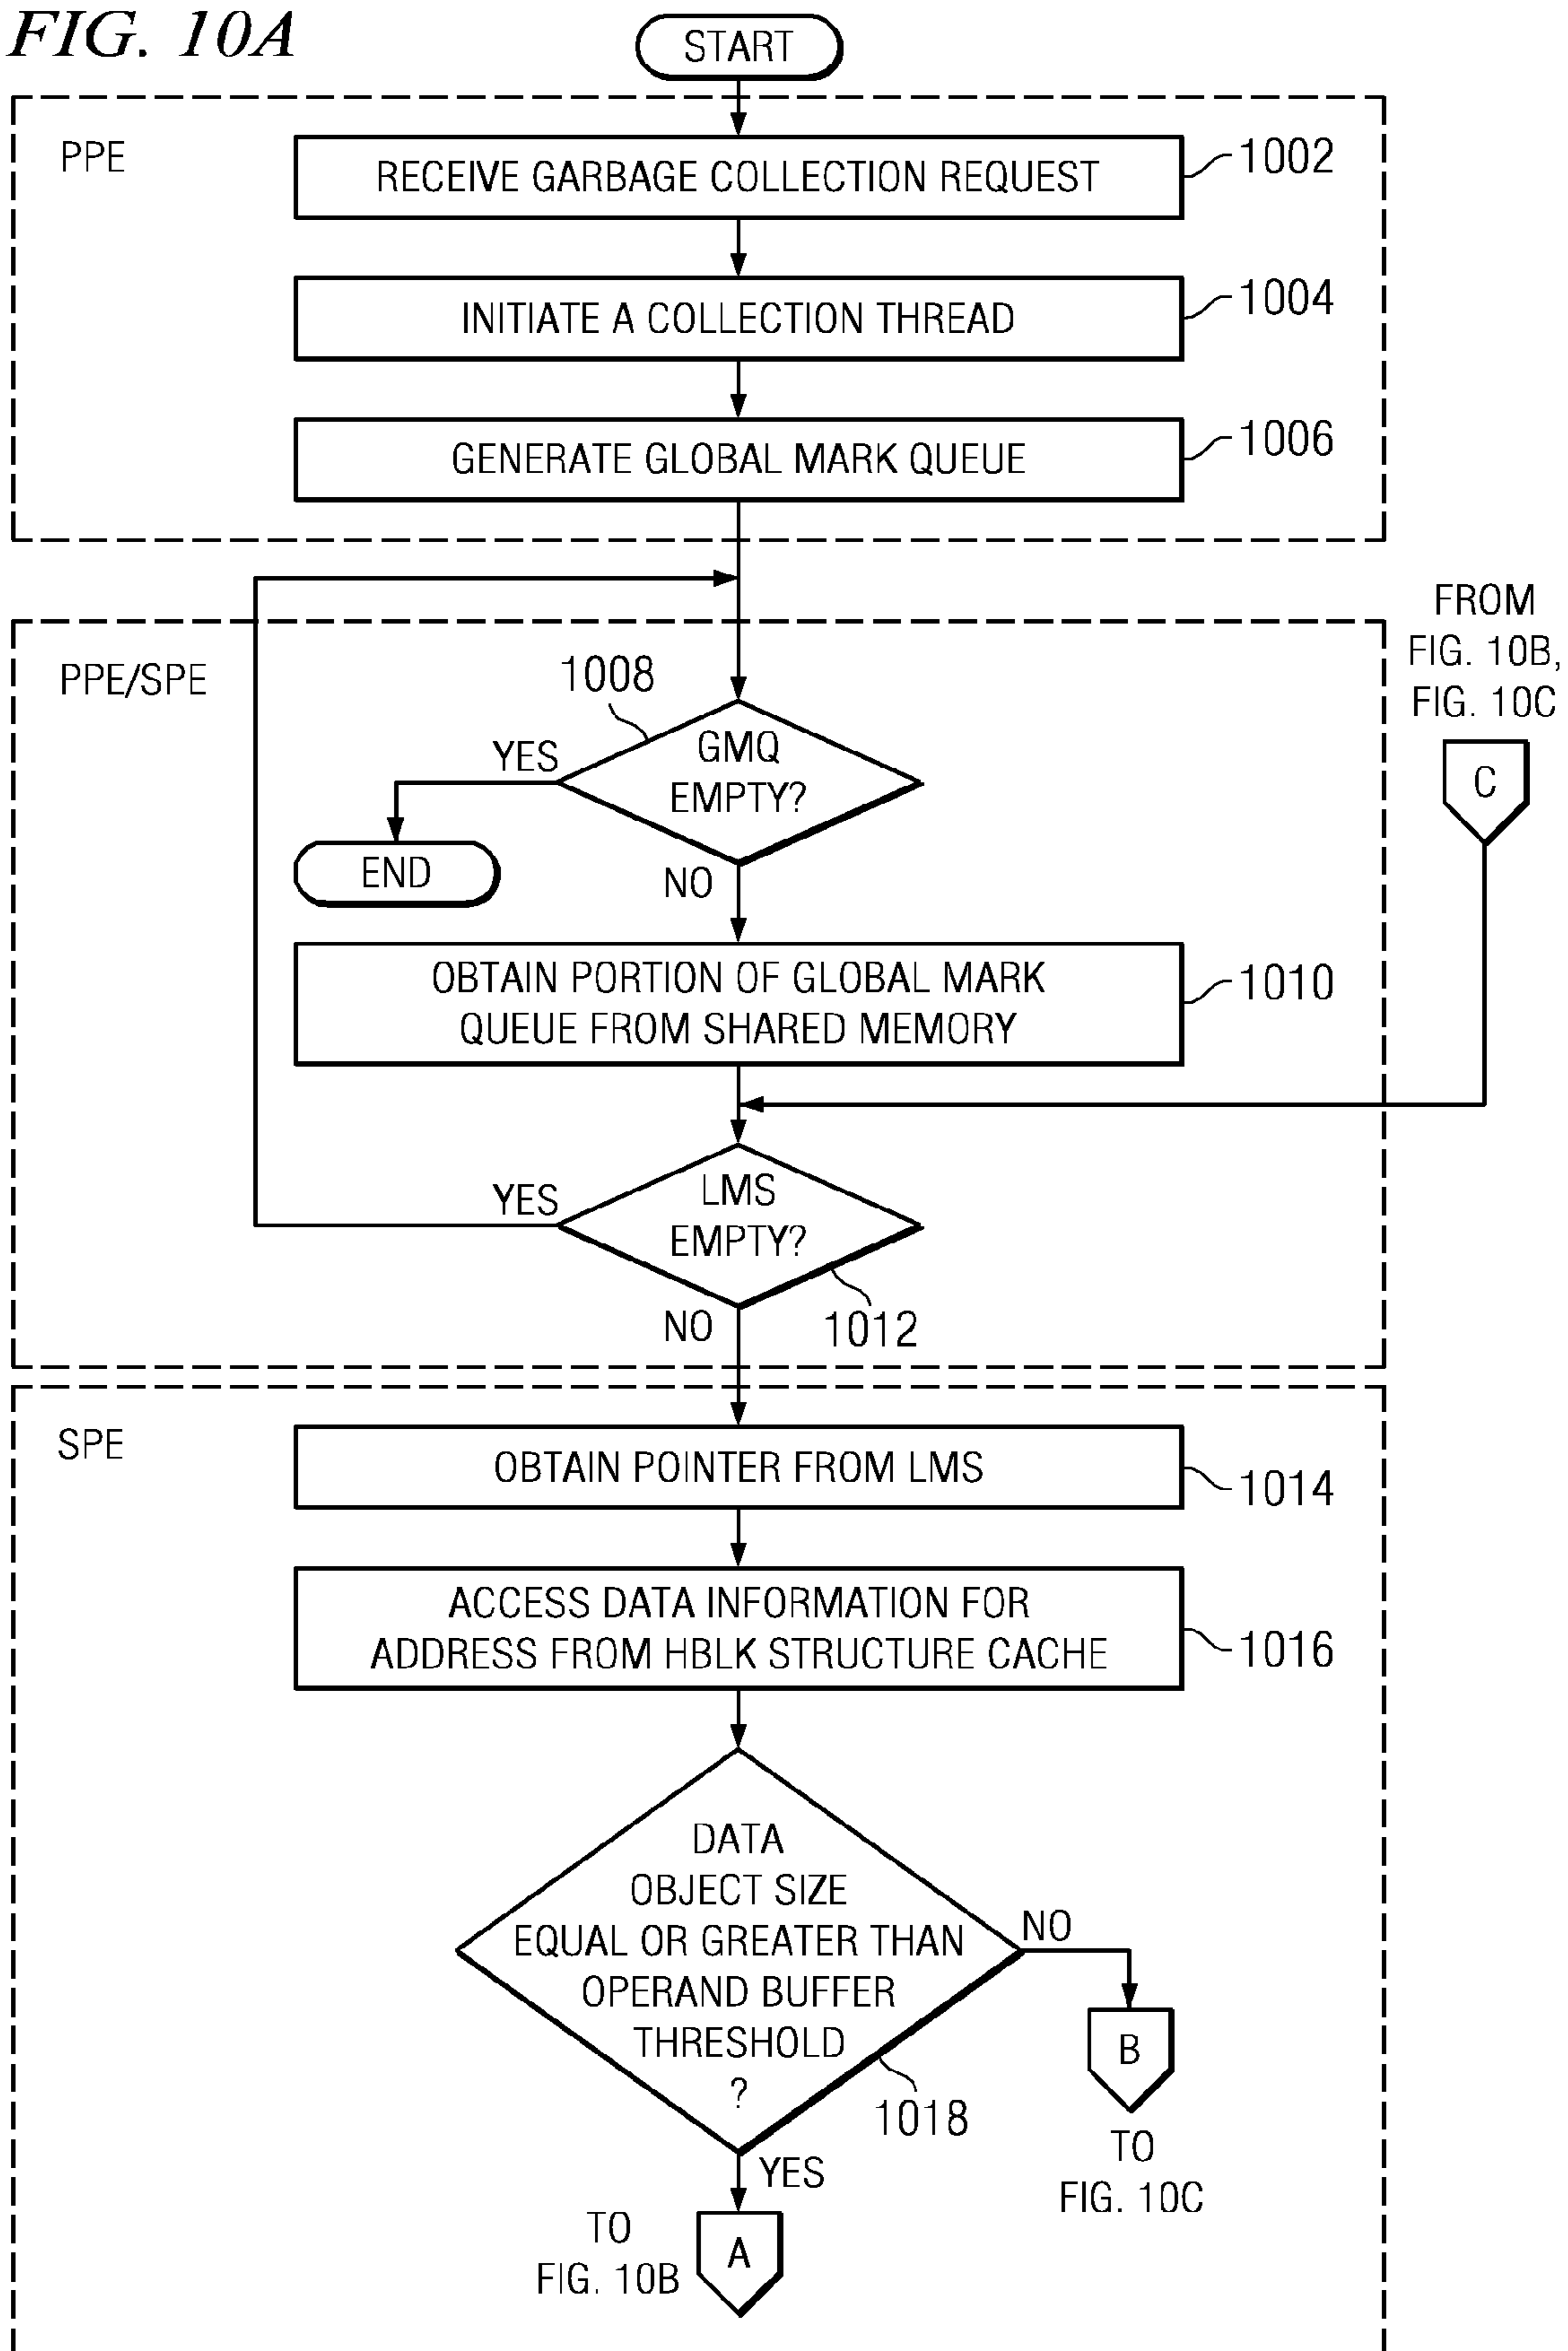 FIG. 10A
START
PPE
RECEIVE GARBAGE COLLECTION REQUEST
1002
INITIATE A COLLECTION THREAD
1004
GENERATE GLOBAL MARK QUEUE
1006
FROM
FIG. 10B,
FIG. 10C
C
PPE/SPE
1008
GMQ
EMPTY?
YES
END
NO
OBTAIN PORTION OF GLOBAL MARK
QUEUE FROM SHARED MEMORY
1010
LMS
EMPTY?
YES
NO
1012
SPE
OBTAIN POINTER FROM LMS
1014
ACCESS DATA INFORMATION FOR
ADDRESS FROM HBLK STRUCTURE CACHE
1016
DATA
OBJECT SIZE
EQUAL OR GREATER THAN
OPERAND BUFFER
THRESHOLD
?
NO
1018
B
TO
FIG. 10C
YES
TO
FIG. 10B
A